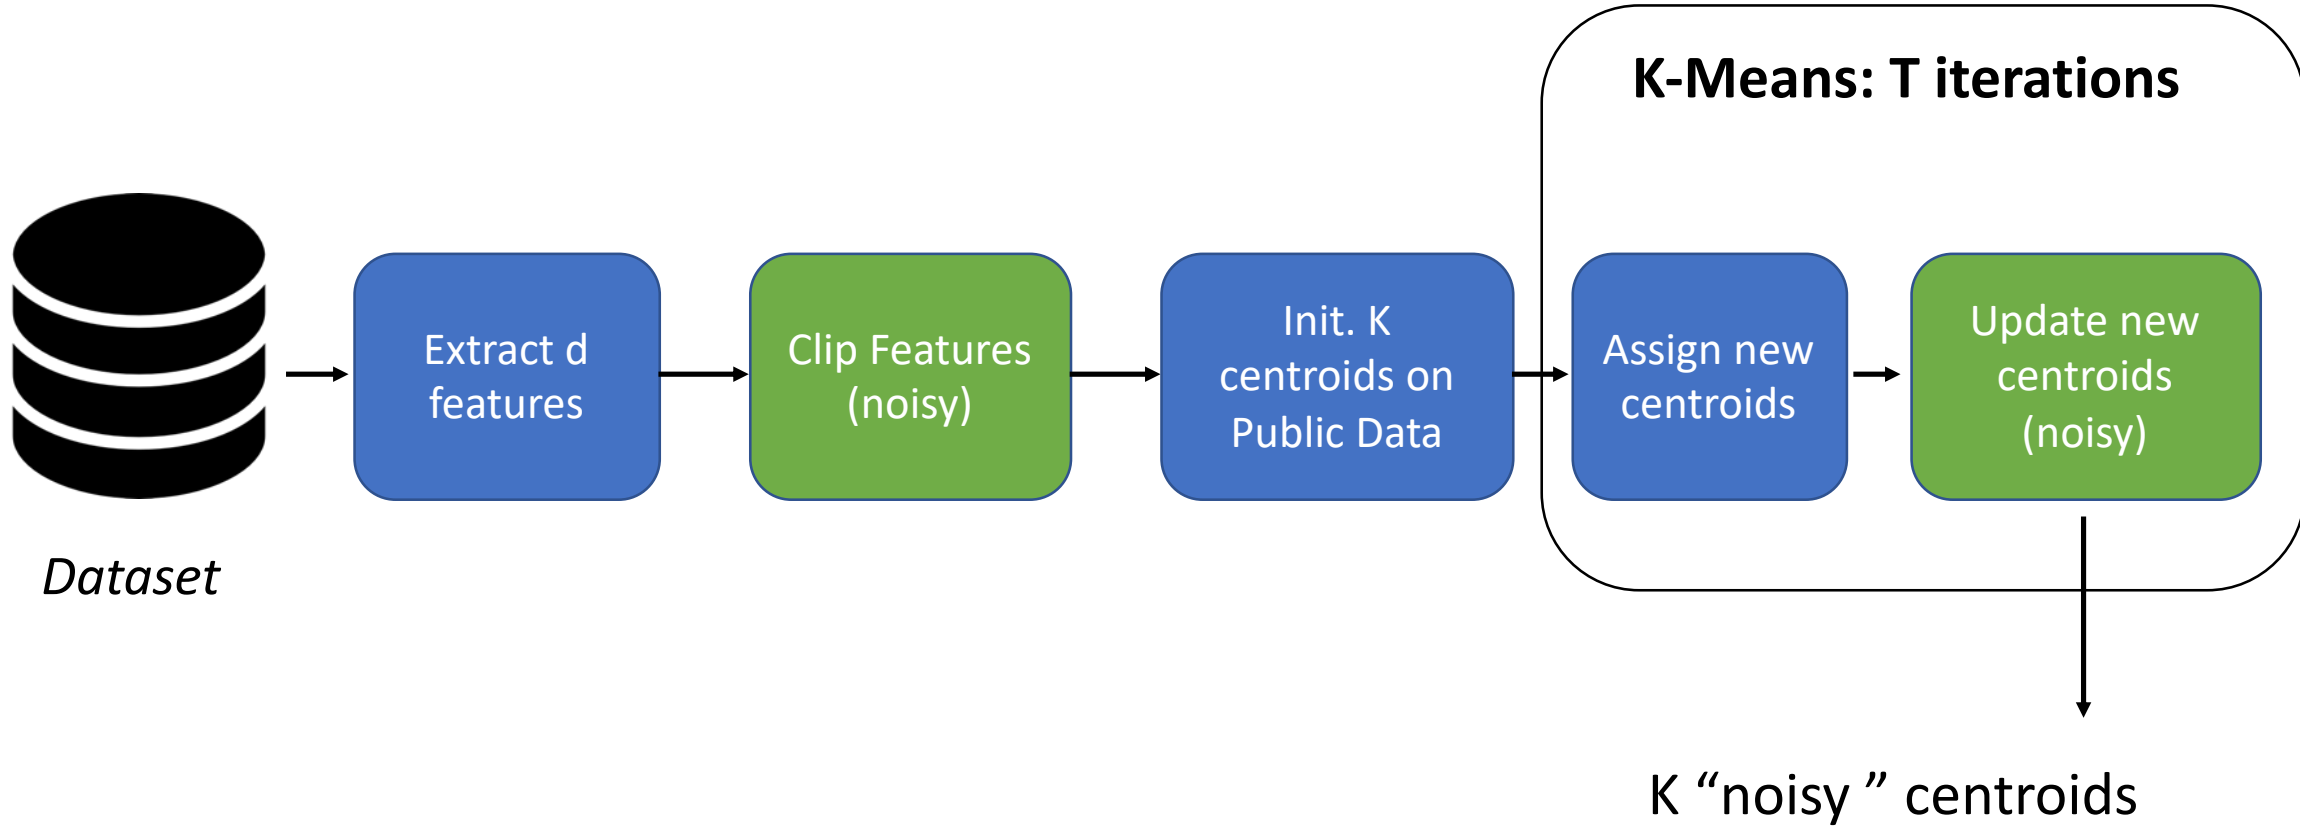 K-Means: T iterations
Dataset
Extract d
features
Clip Features
(noisy)
Init. K
centroids on
Public Data
Assign new
centroids
Update new
centroids
(noisy)
K “noisy ” centroids